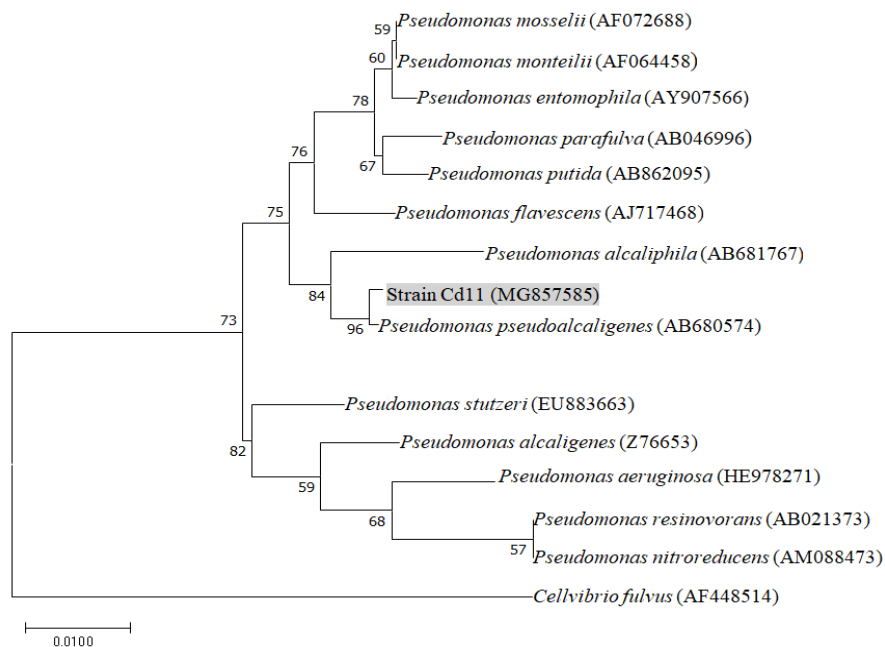 59
Pseudomonas mosselii (AF072688)
60
Pseudomonas monteilii (AF064458)
Pseudomonas entomophila (AY907566)
78
Pseudomonas parafulva (AB046996)
76
67
Pseudomonas putida (AB862095)
75
Pseudomonas flavescens (AJ717468)
Pseudomonas alcaliphila (AB681767)
84
Strain Cd11 (MG857585)
73
96
Pseudomonas pseudoalcaligenes (AB680574)
Pseudomonas stutzeri (EU883663)
82
Pseudomonas alcaligenes (Z76653)
59
Pseudomonas aeruginosa (HE978271)
68
Pseudomonas resinovorans (AB021373)
57
Pseudomonas nitroreducens (AM088473)
Cellvibrio fulvus (AF448514)
0.0100